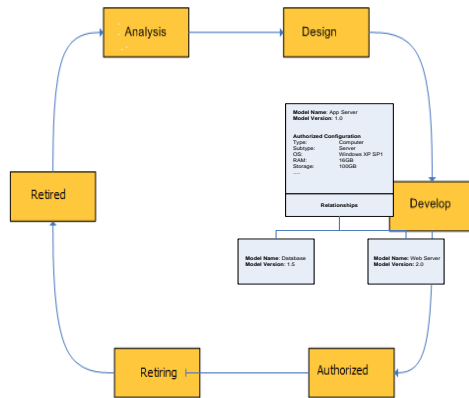 Analysis
Design
Model Name: App Server
Model Version: 1.0
Authorized Configuration
Type: Computer
Subtype: Server
OS: Windows XP SP1
RAM: 16GB
Storage: 100GB
.....
Relationships
Retired
Develop
Model Name: Database
Model Version: 1.5
Model Name: Web Server
Model Version: 2.0
Retiring
Authorized